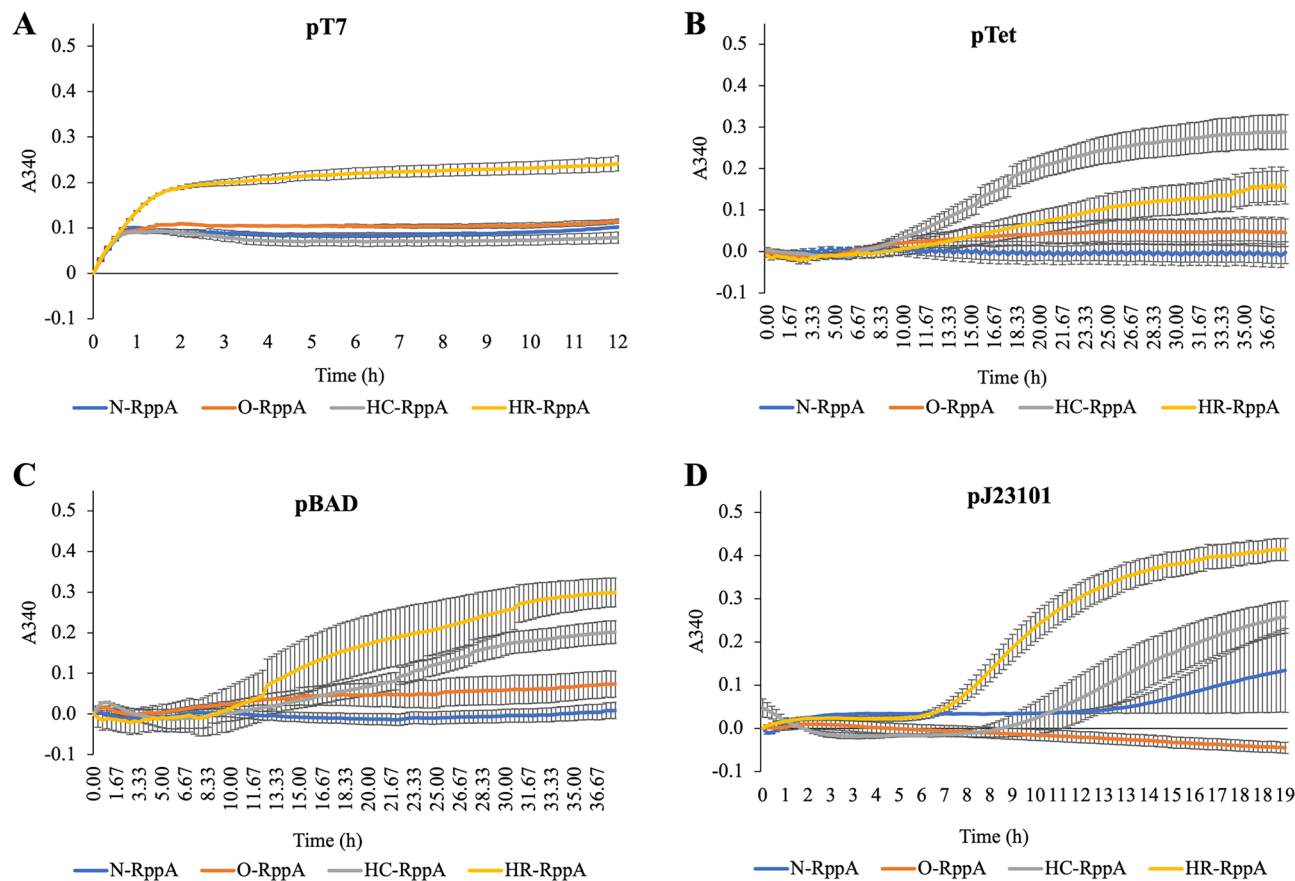 A
pT7
0.5
0.4
0.3
0.2
0.1
0
-0.1
A340
0 1 2 3 4 5 6 7 8 9 10 11 12
Time (h)
N-RppA O-RppA HC-RppA HR-RppA
B
pTet
0.5
0.4
0.3
0.2
0.1
0.0
-0.1
A340
0.00 1.67 3.33 5.00 6.67 8.33 10.00 11.67 13.33 15.00 16.67 18.33 20.00 21.67 23.33 25.00 26.67 28.33 30.00 31.67 33.33 35.00 36.67
Time (h)
N-RppA O-RppA HC-RppA HR-RppA
C
pBAD
0.5
0.4
0.3
0.2
0.1
0.0
-0.1
A340
0.00 1.67 3.33 5.00 6.67 8.33 10.00 11.67 13.33 15.00 16.67 18.33 20.00 21.67 23.33 25.00 26.67 28.33 30.00 31.67 33.33 35.00 36.67
Time (h)
N-RppA O-RppA HC-RppA HR-RppA
D
pJ23101
0.5
0.4
0.3
0.2
0.1
0.0
-0.1
A340
0 1 2 3 3 4 5 6 7 8 8 9 10 11 12 13 13 14 15 16 17 18 18 19
Time (h)
N-RppA O-RppA HC-RppA HR-RppA